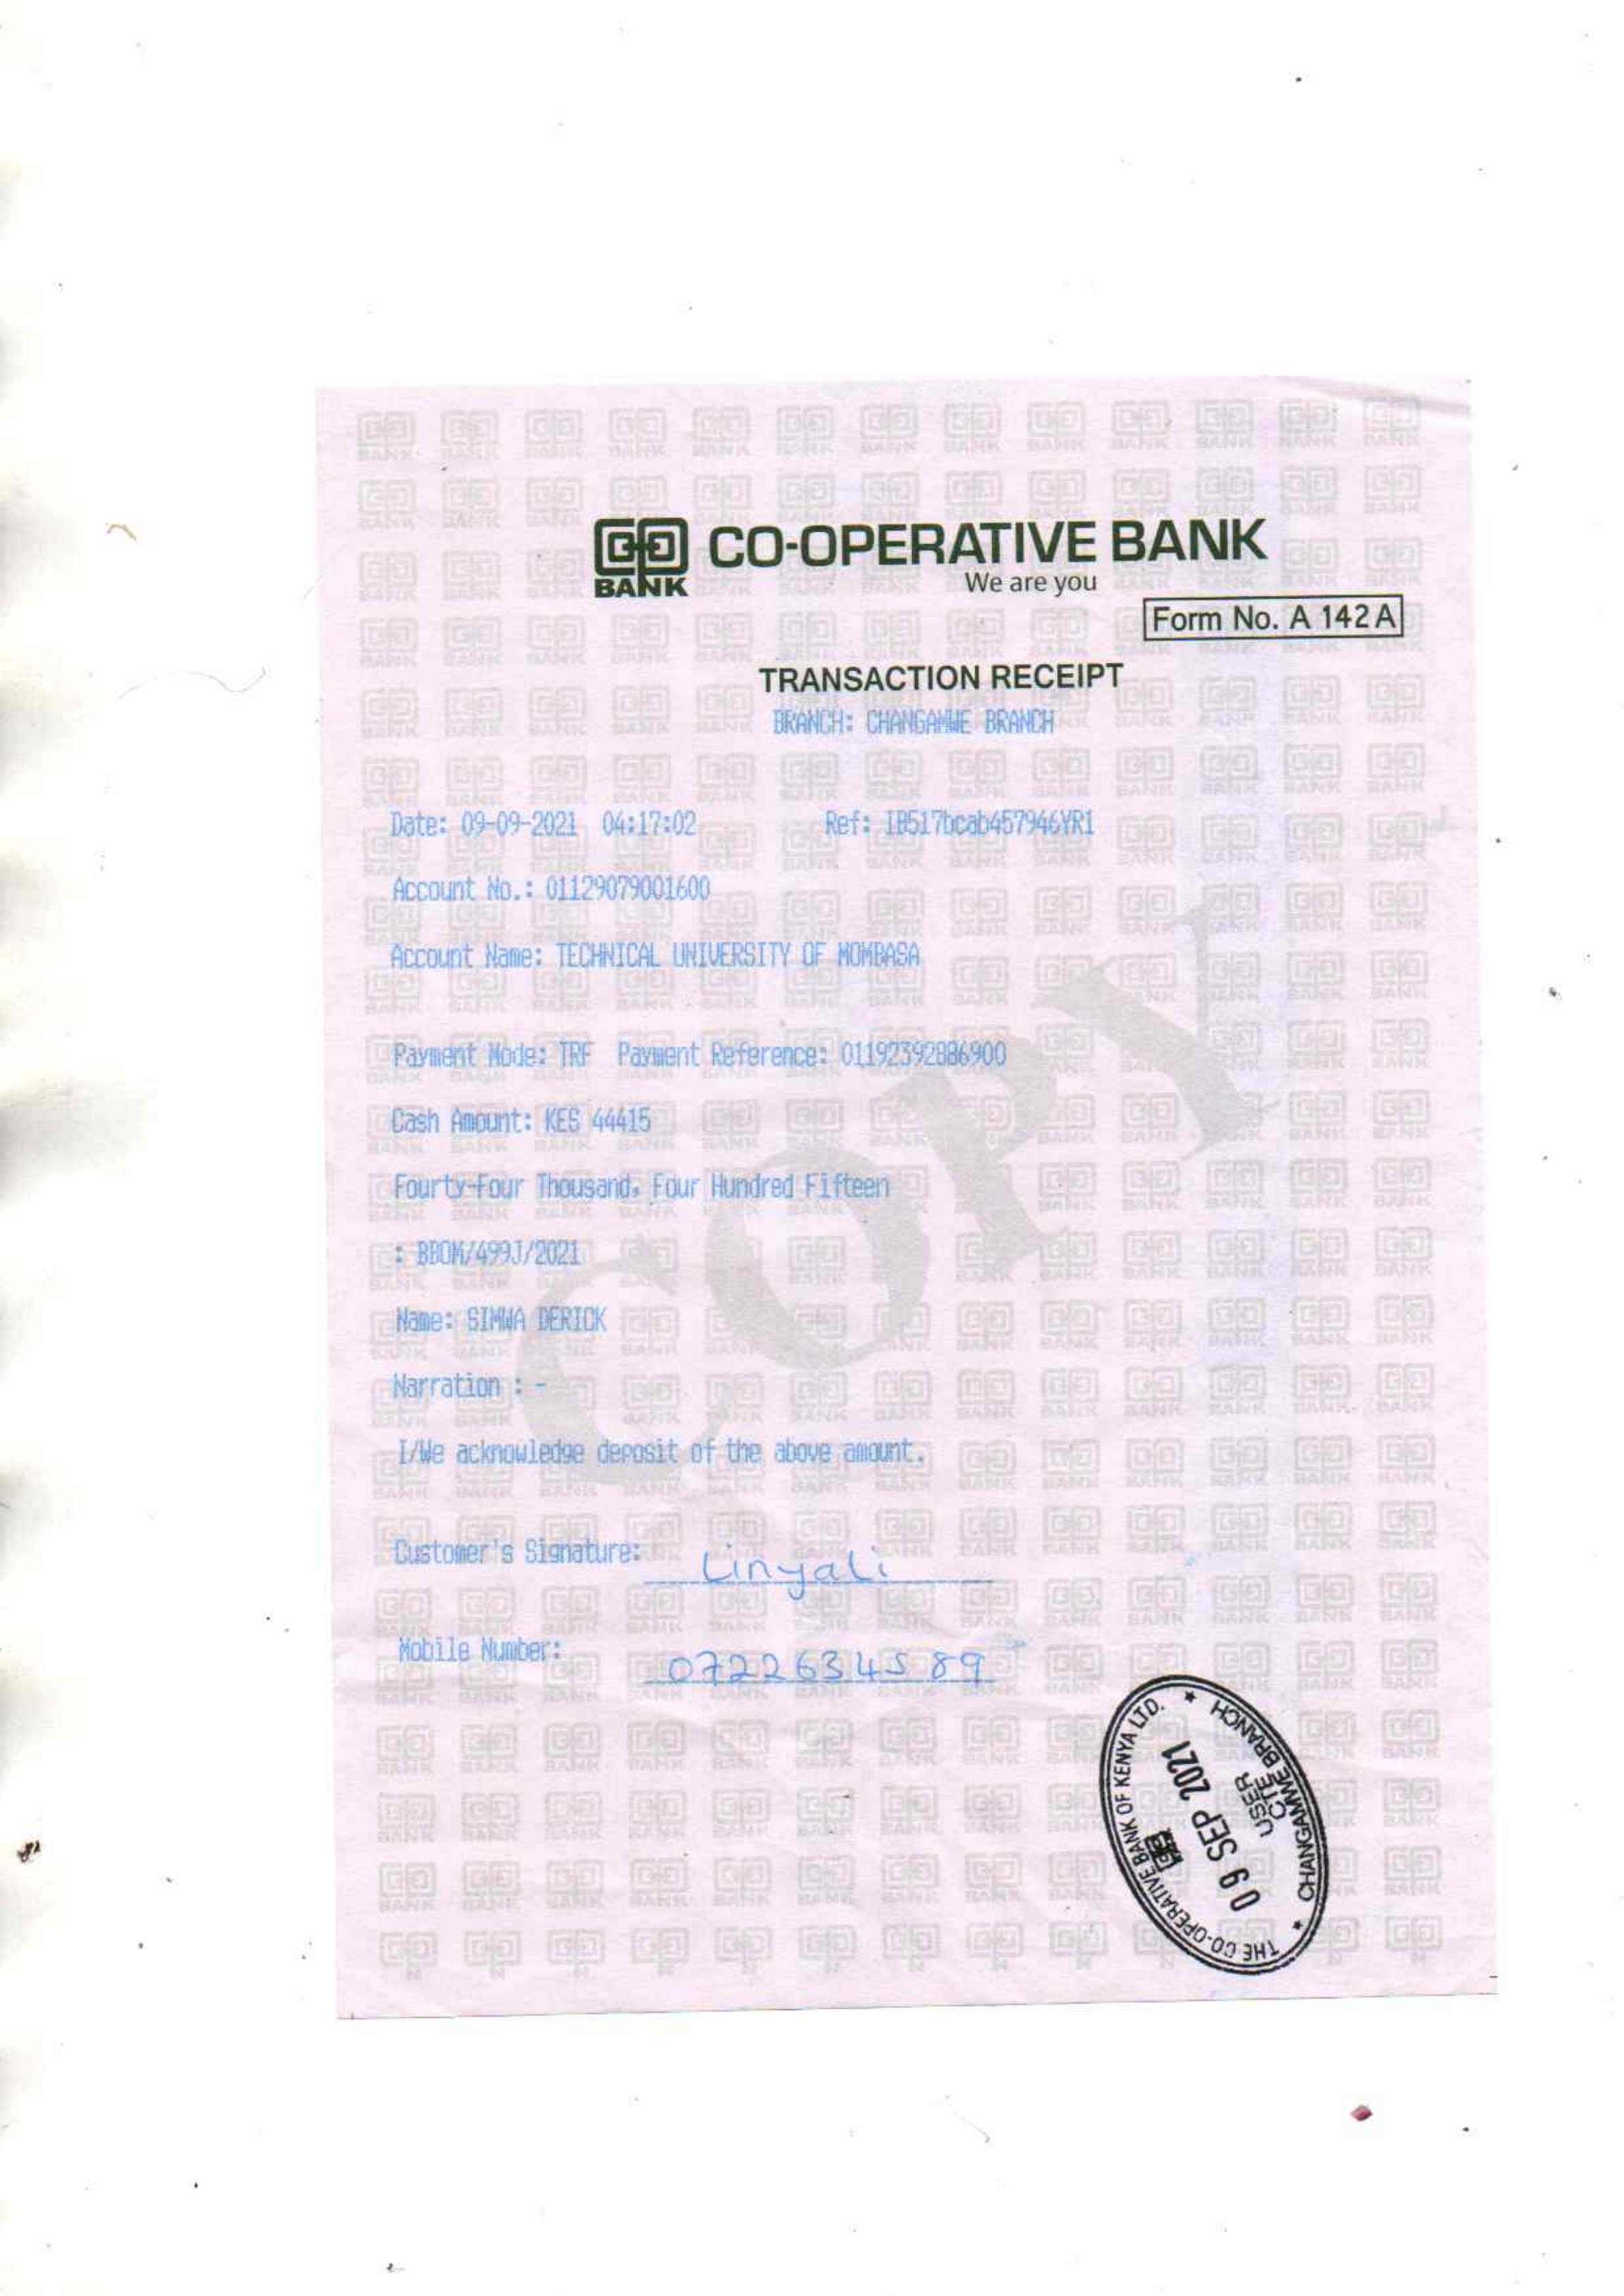 CO-OPERATIVE BANK
BANK
We are you
Form No. A 142 A
TRANSACTION RECEIPT
BRANCH: CHANGAMWE BRANCH
Date: 09-09-2021 04:17:02 Ref: IB517bcab457946YR1
Account No.: 01129079001600
Account Name: TECHNICAL UNIVERSITY OF MOMBASA
Payment Mode: TRF Payment Reference: 01192392886900
Cash Amount: KES 44415
Fourty-four Thousand, Four Hundred Fifteen
: BBOM/499J/2021
Name: SIMWA DERICK
Narration : -
I/We acknowledge deposit of the above amount.
Customer's Signature: Linyali
Mobile Number: 0722634589
COPY
THE CO-OPERATIVE BANK OF KENYA LTD.
09 SEP 2021
USER
CTE
CHANGAMWE BRANCH